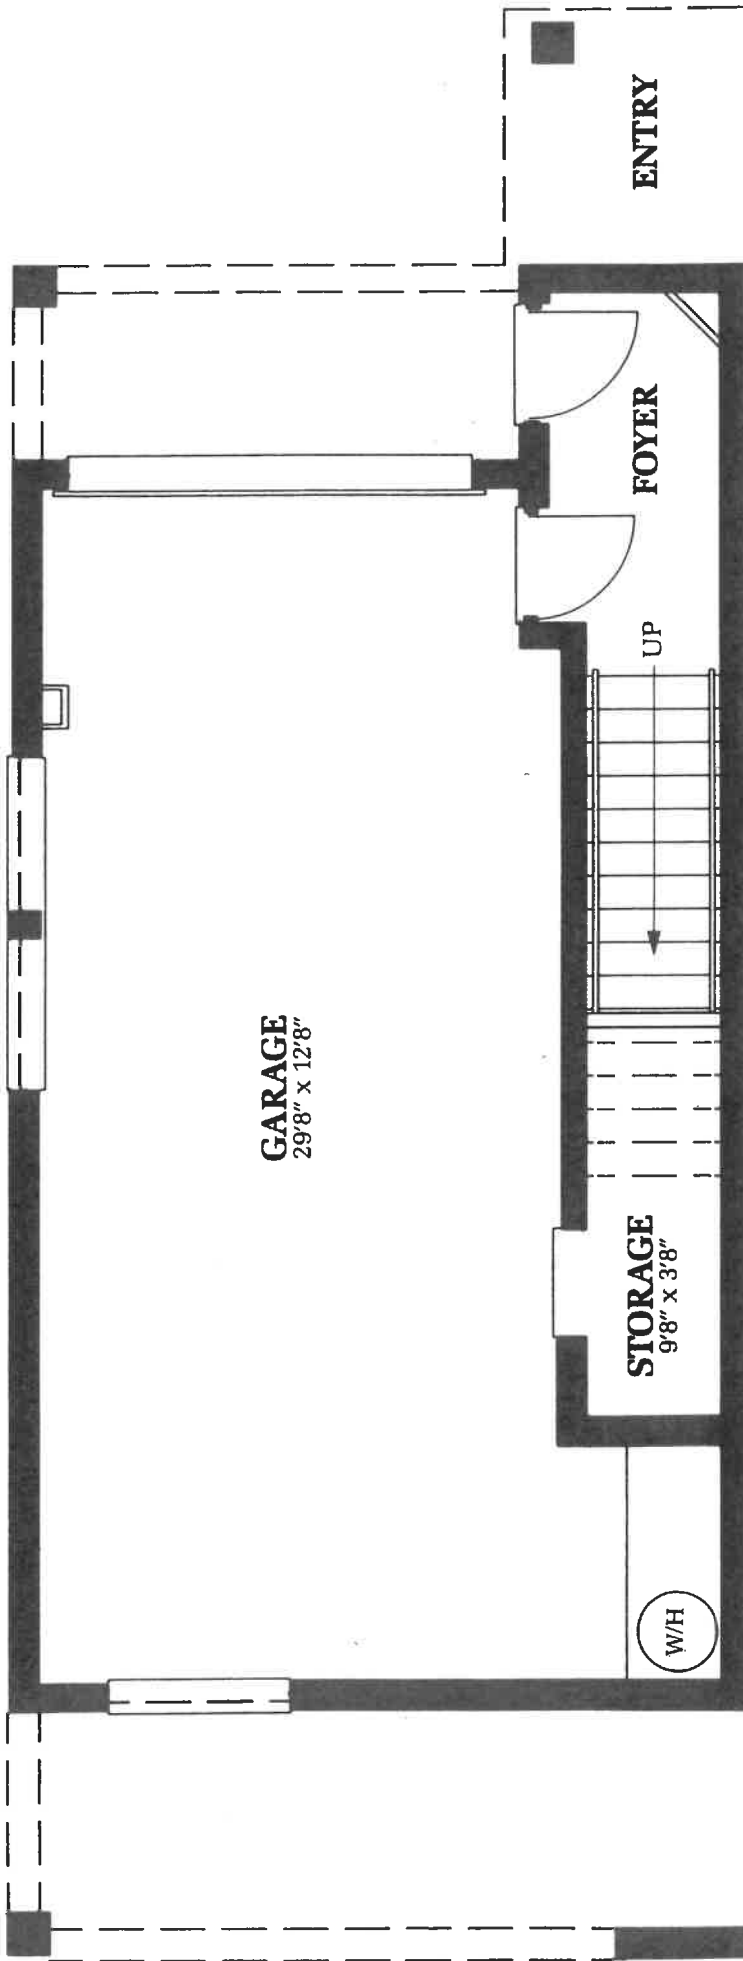 GARAGE
29'8" x 12'8"
STORAGE
9'8" x 3'8"
W/H
UP
FOYER
ENTRY